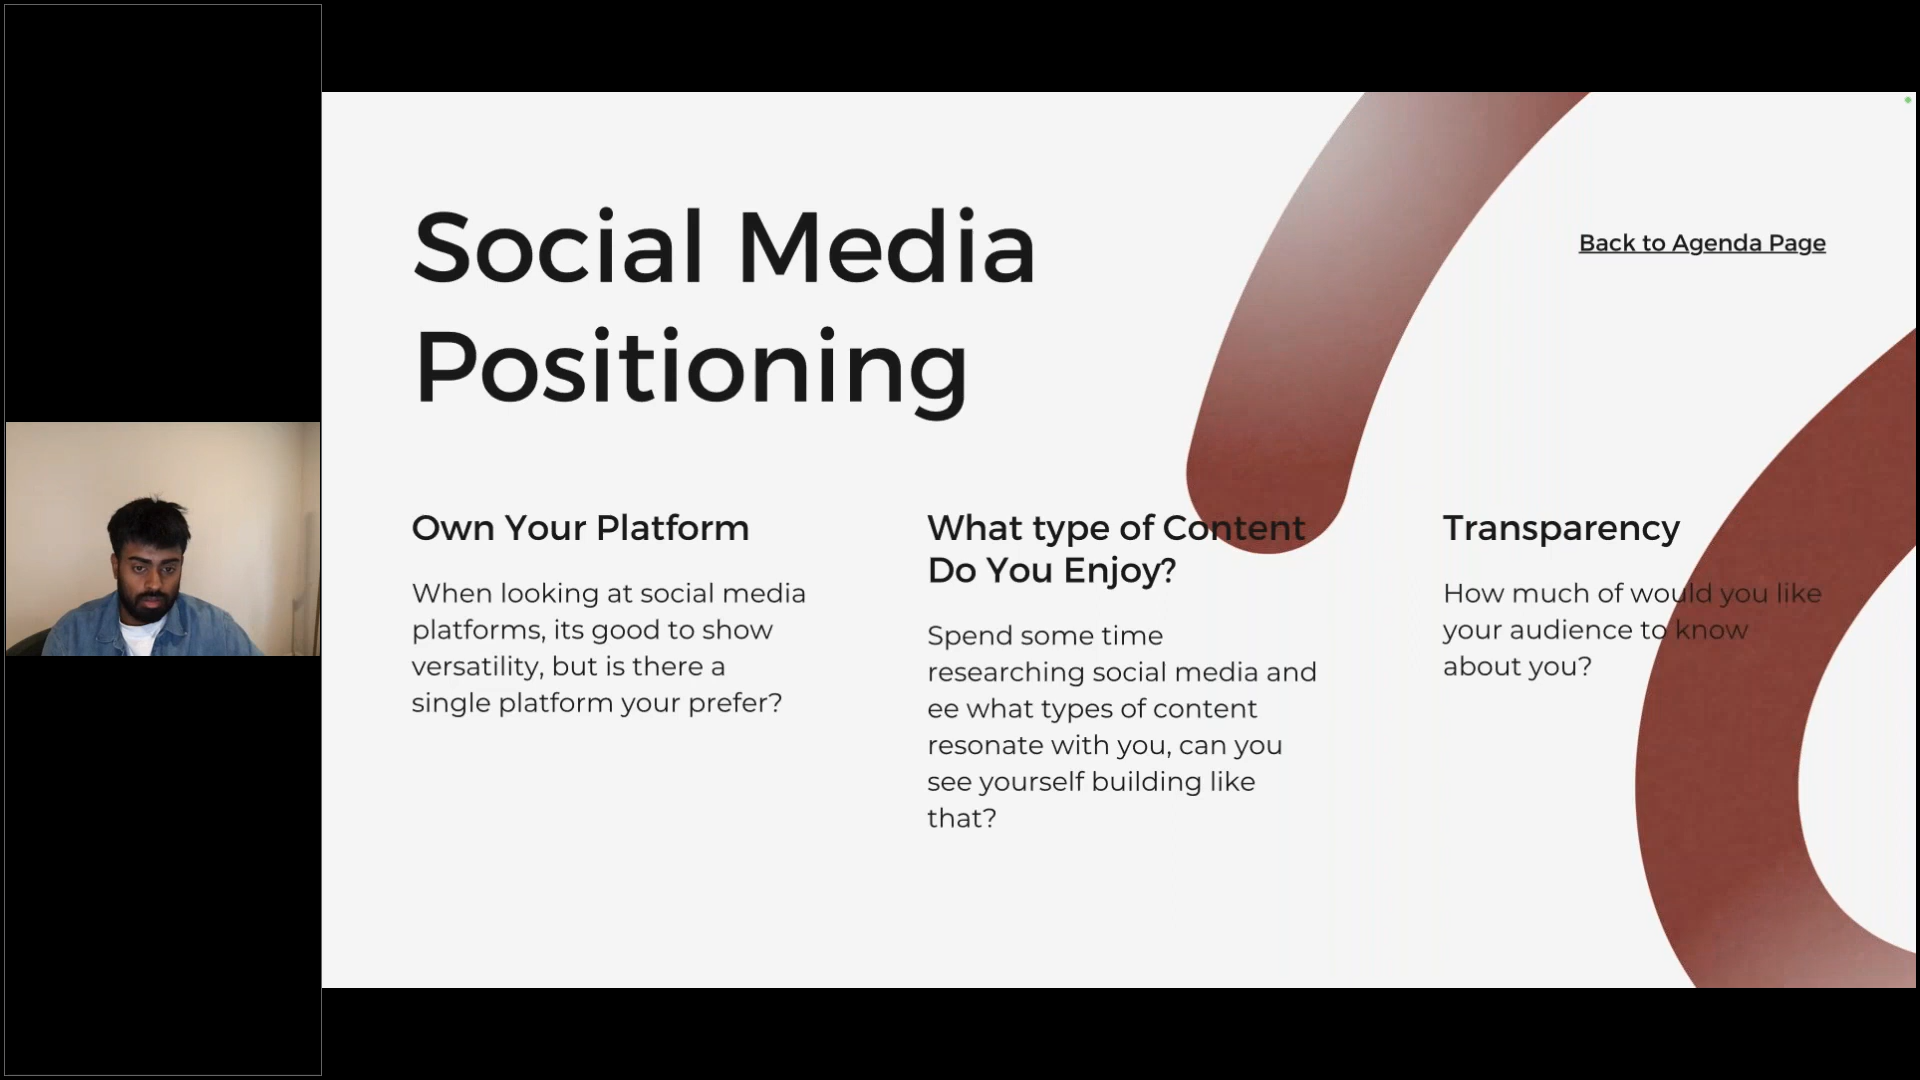 Social Media
Positioning
Back to Agenda Page
Own Your Platform
When looking at social media
platforms, its good to show
versatility, but is there a
single platform your prefer?
What type of Content
Do You Enjoy?
Spend some time
researching social media and
ee what types of content
resonate with you, can you
see yourself building like
that?
Transparency
How much of would you like
your audience to know
about you?